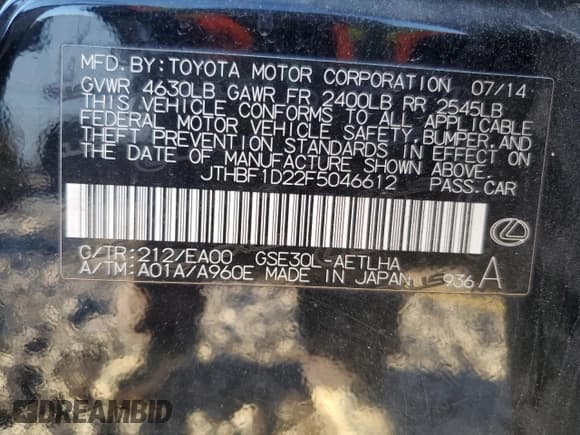 MFD. BY: TOYOTA MOTOR CORPORATION 07/14
GVWR 4630LB GAWR FR 2400LB RR 2545LB
THIS VEHICLE CONFORMS TO ALL APPLICABLE
FEDERAL MOTOR VEHICLE SAFETY, BUMPER, AND
THEFT PREVENTION STANDARDS IN EFFECT ON
THE DATE OF MANUFACTURE SHOWN ABOVE.
JTHBF1D22F5046612 PASS. CAR
C/TR: 212/EA00 GSE30L-AETLHA
A/TM: A01A/A960E MADE IN JAPAN 936 A
DREAMBID